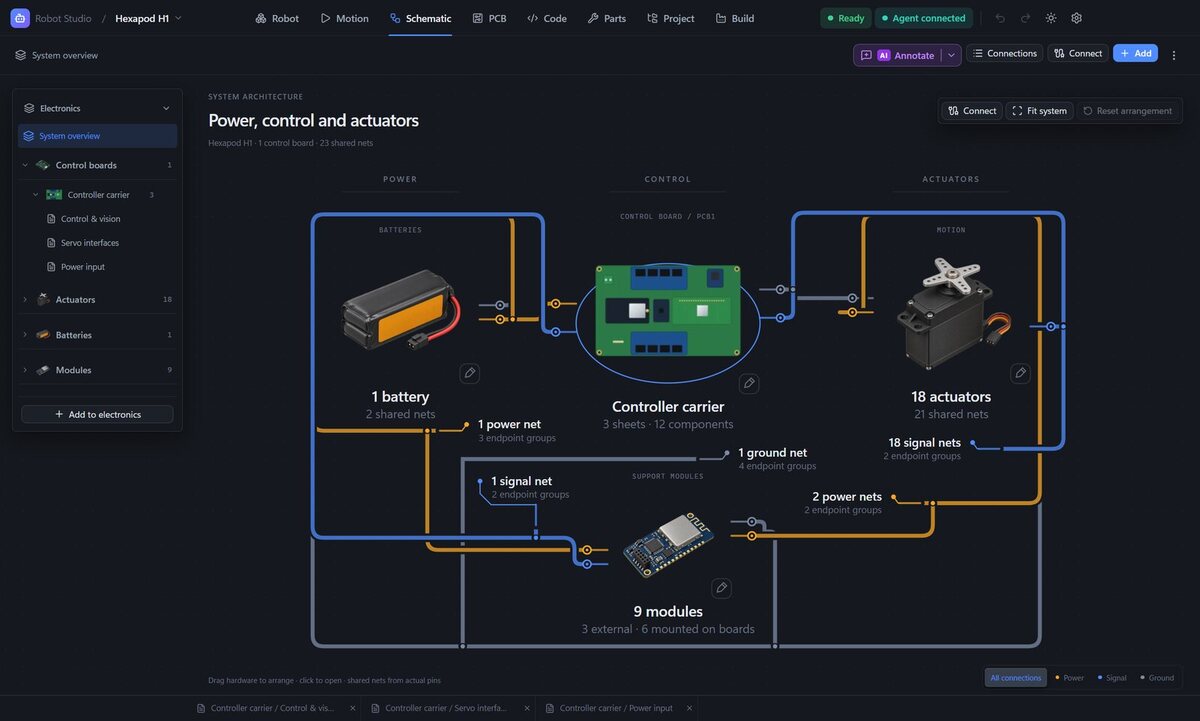 Robot Studio / Hexapod H1
Robot Motion Schematic PCB Code Parts Project Build
Ready Agent connected
System overview
AI Annotate Connections Connect + Add
Electronics
System overview
Control boards 1
Controller carrier 3
Control & vision
Servo interfaces
Power input
Actuators 18
Batteries 1
Modules 9
+ Add to electronics
SYSTEM ARCHITECTURE
Power, control and actuators
Hexapod H1 · 1 control board · 23 shared nets
Connect Fit system Reset arrangement
POWER
CONTROL
ACTUATORS
CONTROL BOARD / PCB1
BATTERIES
MOTION
1 battery
2 shared nets
Controller carrier
3 sheets · 12 components
18 actuators
21 shared nets
1 power net
3 endpoint groups
18 signal nets
2 endpoint groups
1 ground net
4 endpoint groups
SUPPORT MODULES
1 signal net
2 endpoint groups
2 power nets
2 endpoint groups
9 modules
3 external · 6 mounted on boards
Drag hardware to arrange · click to open · shared nets from actual pins
All connections Power Signal Ground
Controller carrier / Control & vis... × Controller carrier / Servo interfa... × Controller carrier / Power input ×